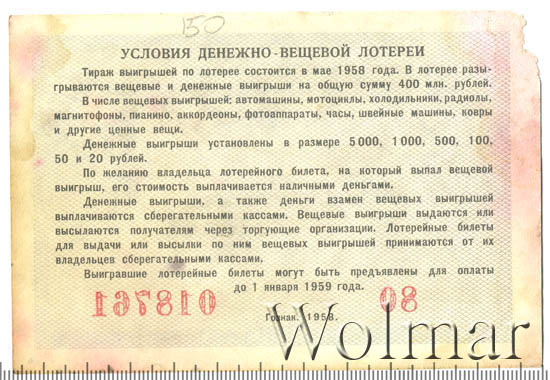 150
УСЛОВИЯ ДЕНЕЖНО-ВЕЩЕВОЙ ЛОТЕРЕИ
Тираж выигрышей по лотерее состоится в мае 1958 года. В лотерее разы-
грываются вещевые и денежные выигрыши на общую сумму 400 млн. рублей.
В числе вещевых выигрышей: автомашины, мотоциклы, холодильники, радиолы,
магнитофоны, пианино, аккордеоны, фотоаппараты, часы, швейные машины, ковры
и другие ценные вещи.
Денежные выигрыши установлены в размере 5 000, 1 000, 500, 100,
50 и 20 рублей.
По желанию владельца лотерейного билета, на который выпал вещевой
выигрыш, его стоимость выплачивается наличными деньгами.
Денежные выигрыши, а также деньги взамен вещевых выигрышей
выплачиваются сберегательными кассами. Вещевые выигрыши выдаются или
высылаются получателям через торгующие организации. Лотерейные билеты
для выдачи или высылки по ним вещевых выигрышей принимаются от их
владельцев сберегательными кассами.
Выигравшие лотерейные билеты могут быть предъявлены для оплаты
до 1 января 1959 года.
Гознак. 1958.
Wolmar